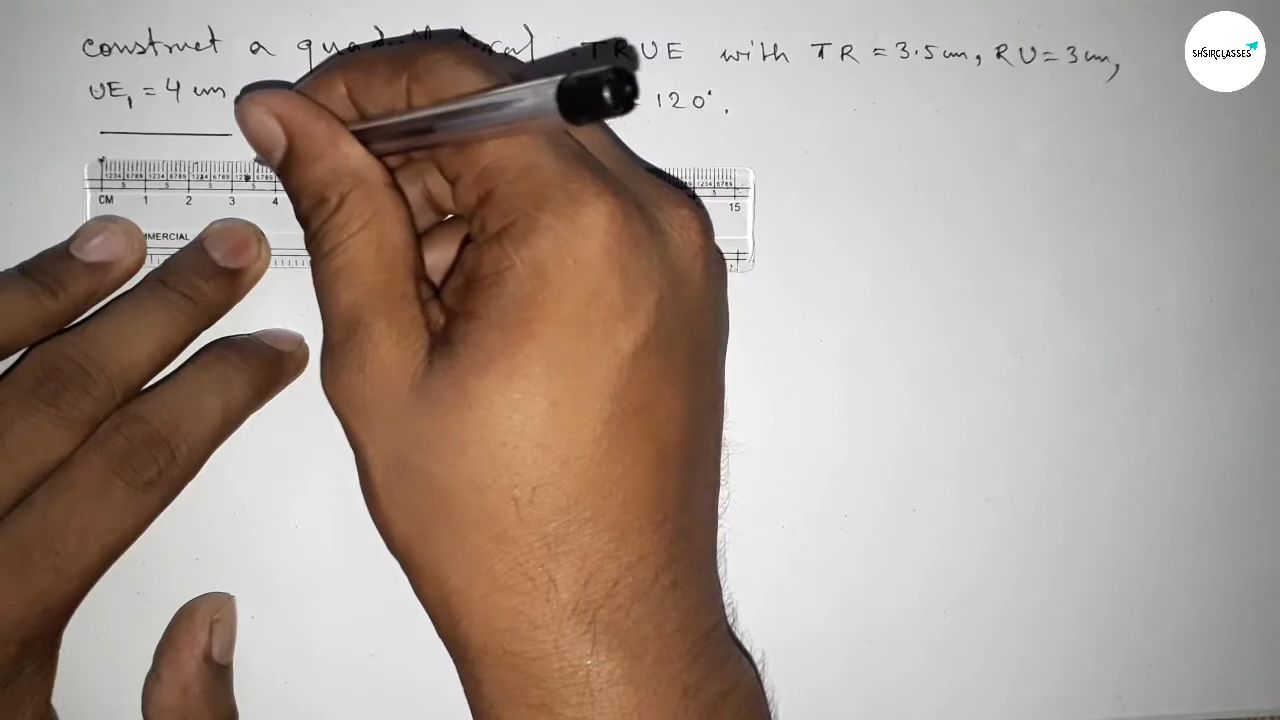 construct a TRUE with TR = 3.5 cm, RU = 3 cm,
UE, = 4 cm 120°.
SHSIRCLASSES
CM 1 2 3 4 15
MMERCIAL